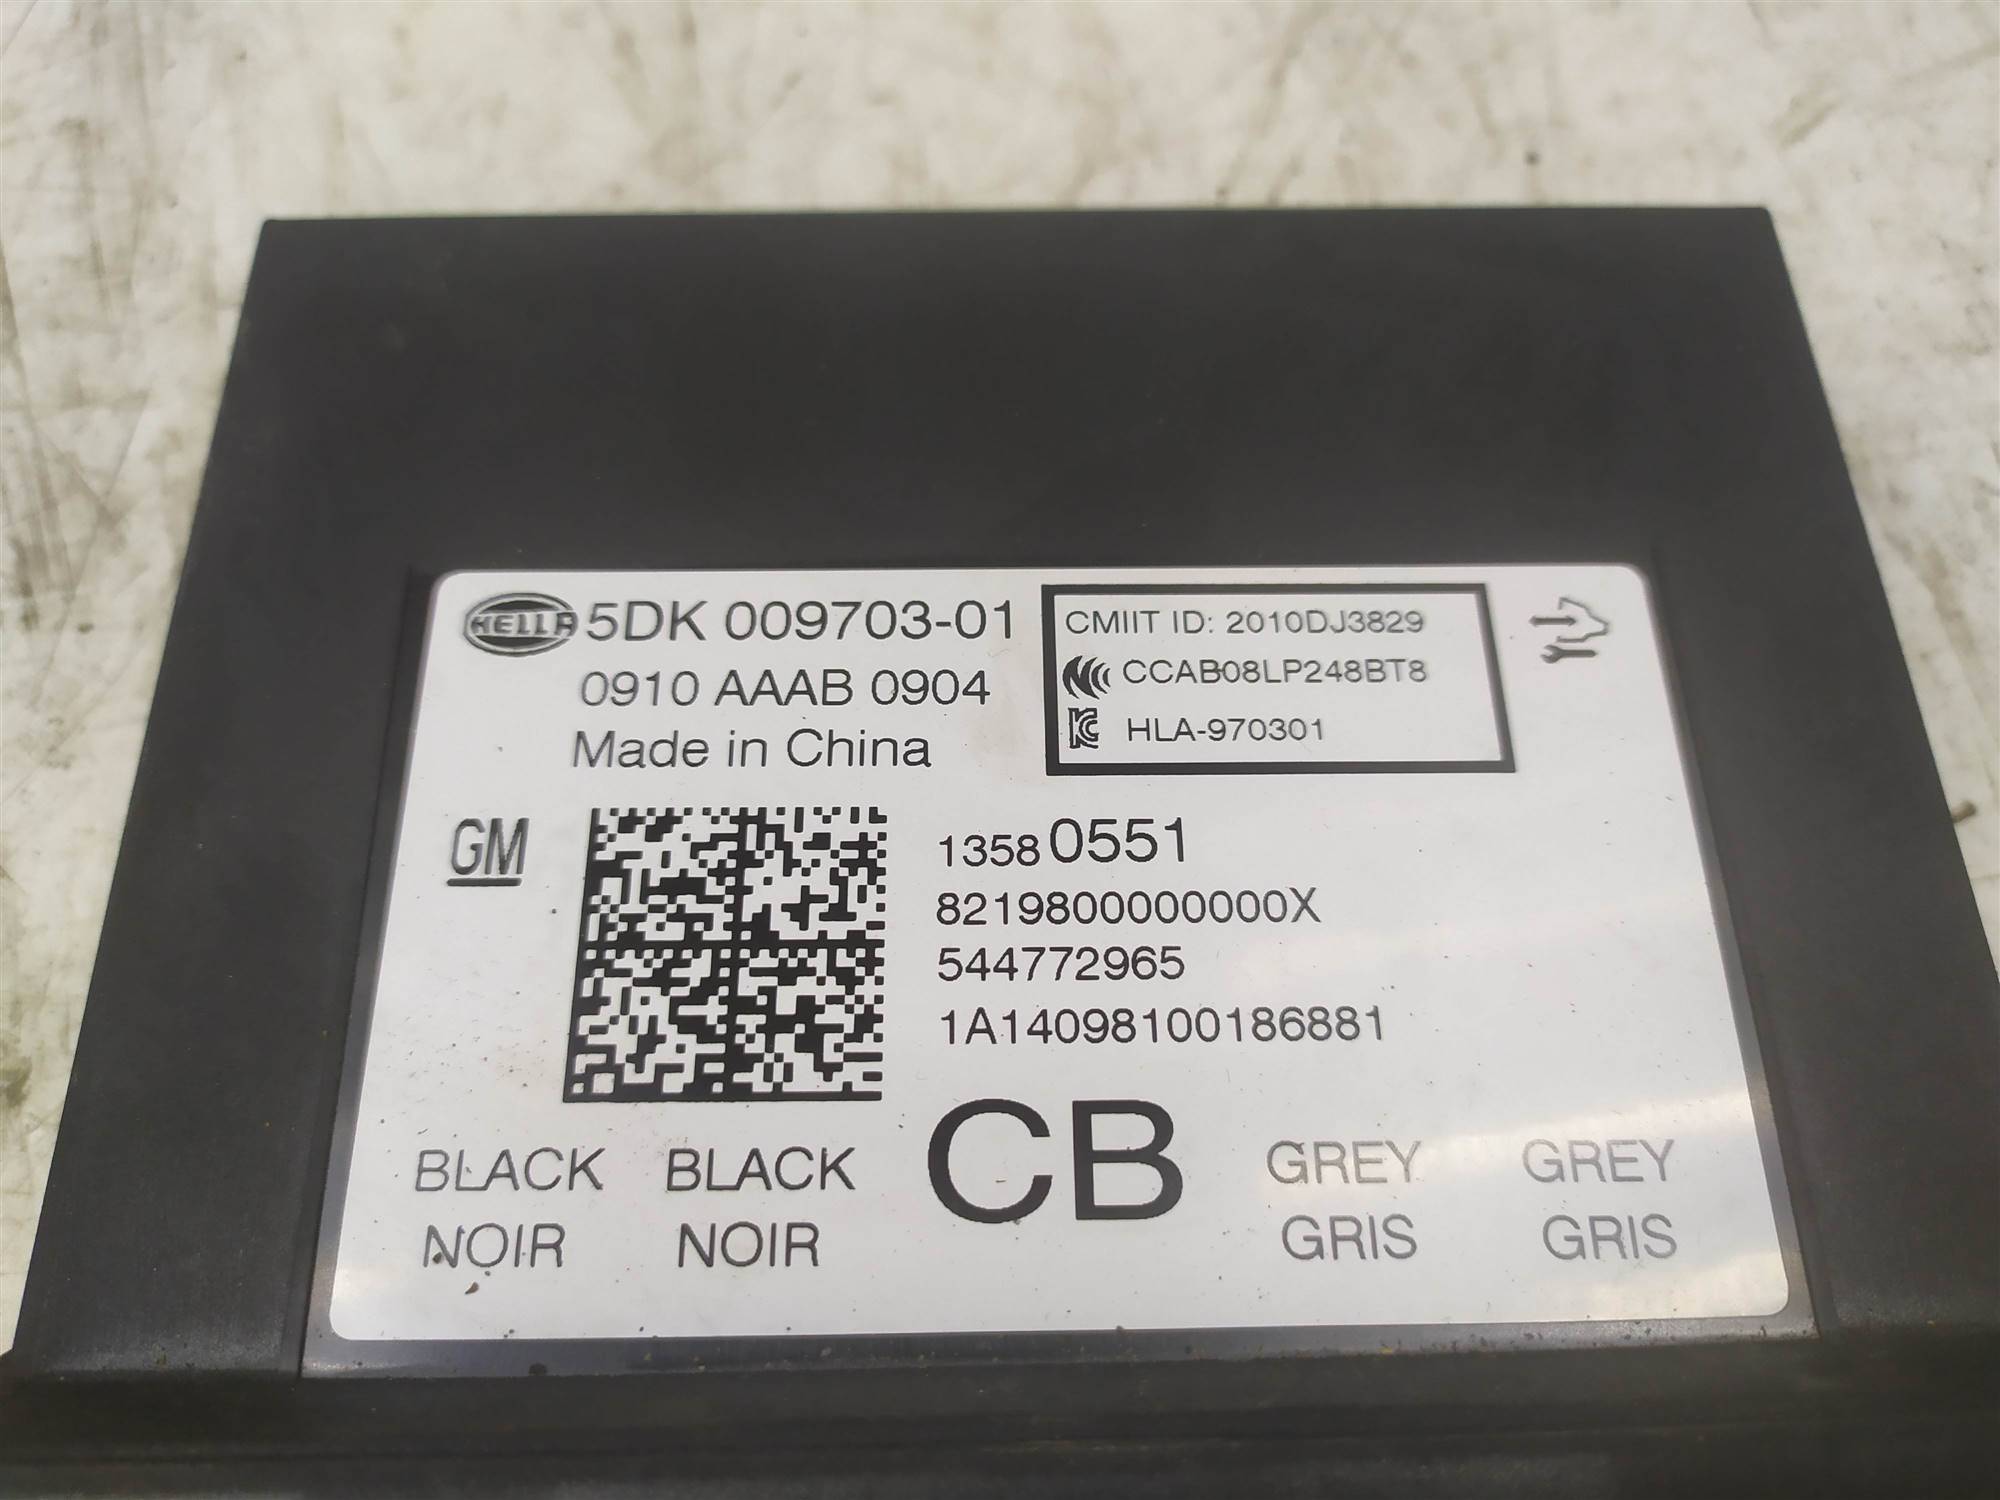 HELLA 5DK 009703-01
0910 AAAB 0904
Made in China
CMIIT ID: 2010DJ3829
CCAB08LP248BT8
HLA-970301
GM
13580551
8219800000000X
544772965
1A14098100186881
BLACK BLACK CB GREY GREY
NOIR NOIR GRIS GRIS